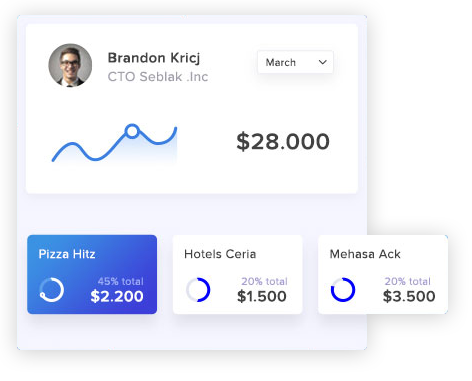 Brandon Kricj
CTO Seblak .Inc
March
$28.000
Pizza Hitz
45% total
$2.200
Hotels Ceria
20% total
$1.500
Mehasa Ack
20% total
$3.500